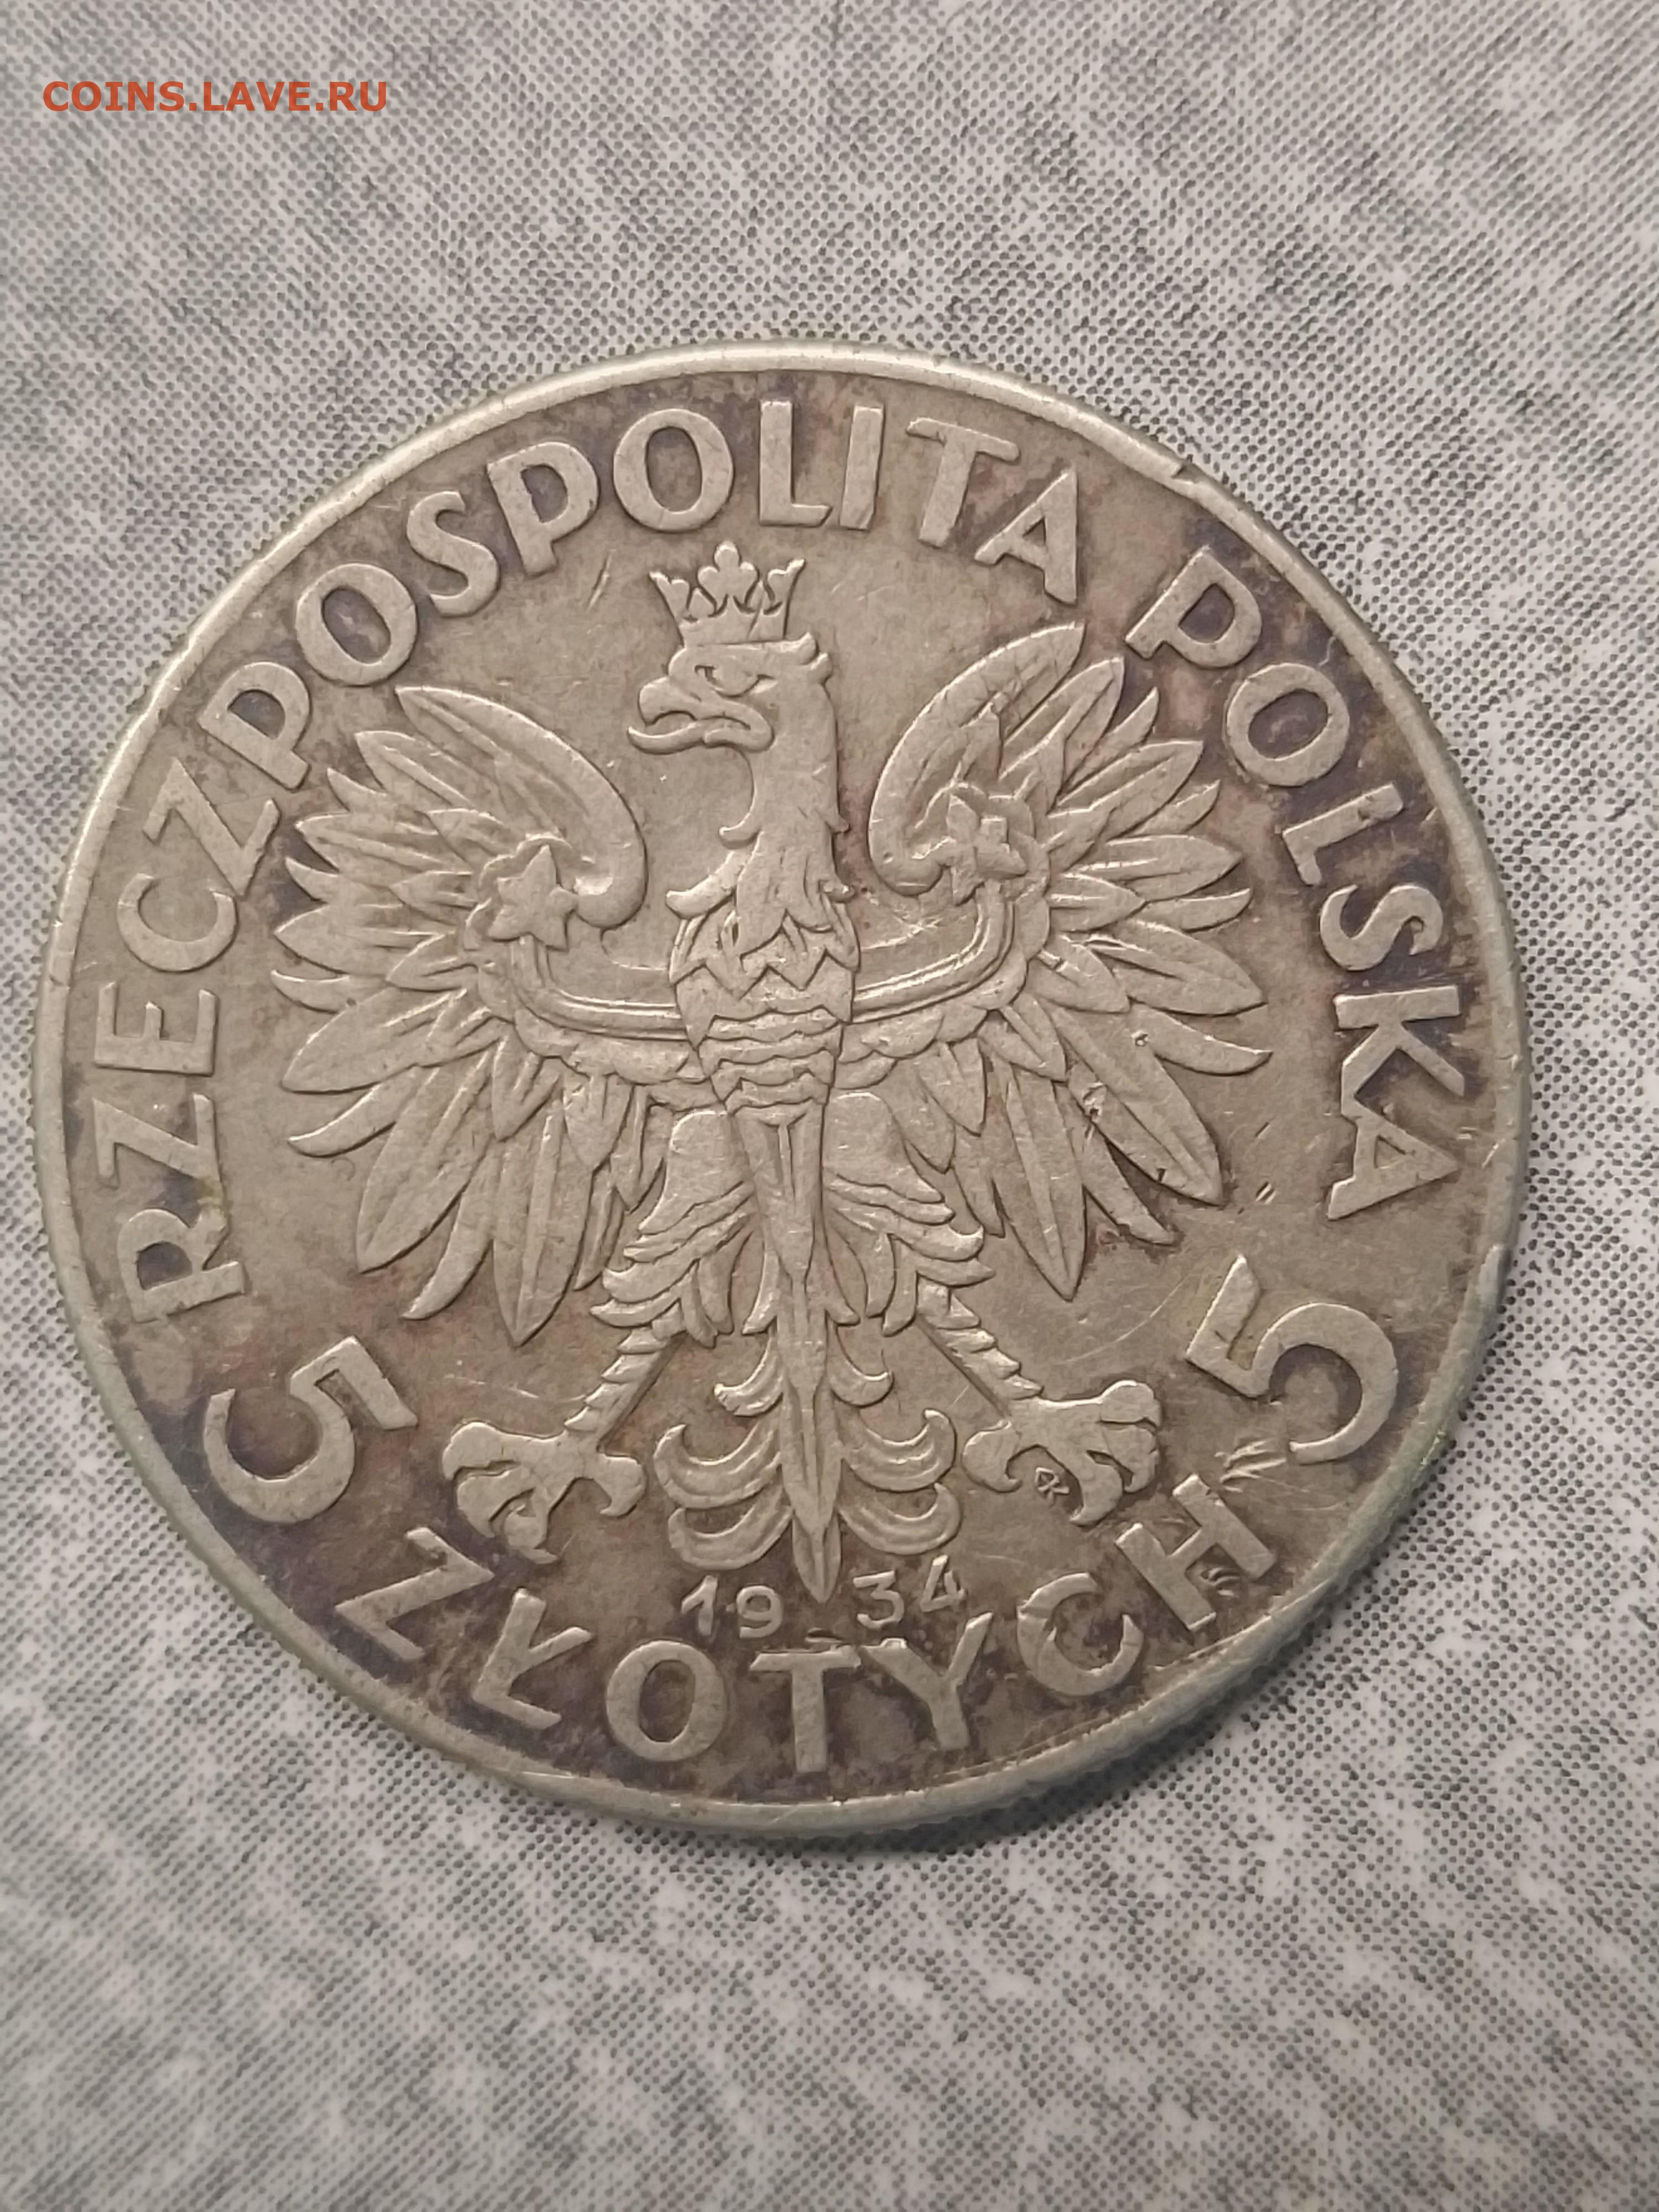 COINS.LAVE.RU
RZECZPOSPOLITA POLSKA
5 ZŁOTYCH 5
1934